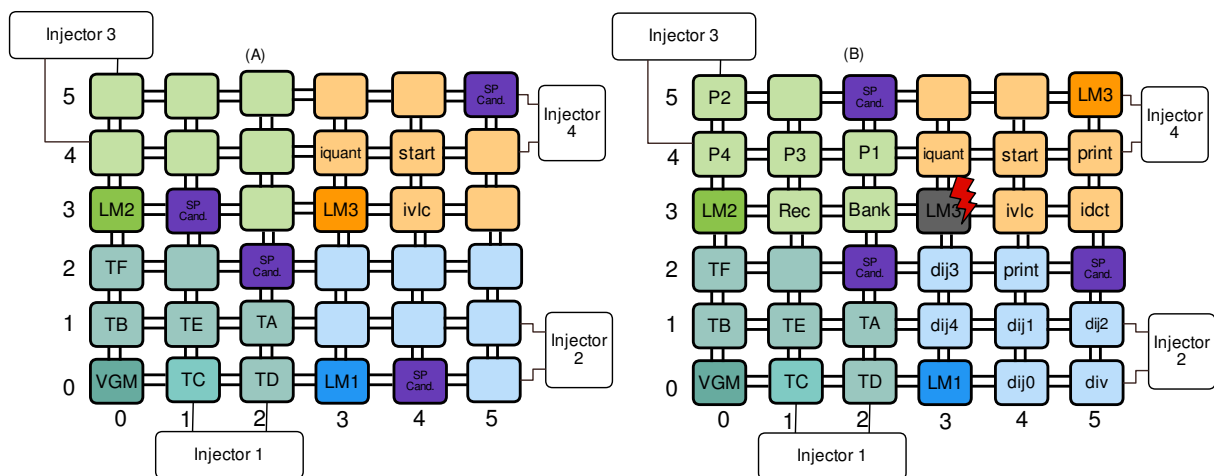 Injector 3
(A)
5
SP
Cand.
Injector
4
4
iquant
start
3
LM2
SP
Cand.
LM3
ivlc
2
TF
SP
Cand.
1
TB
TE
TA
Injector
2
0
VGM
TC
TD
LM1
SP
Cand.
0
1
2
3
4
5
Injector 1
Injector 3
(B)
5
P2
SP
Cand.
LM3
Injector
4
4
P4
P3
P1
iquant
start
print
3
LM2
Rec
Bank
LM3
ivlc
idct
2
TF
SP
Cand.
dij3
print
SP
Cand.
1
TB
TE
TA
dij4
dij1
dij2
Injector
2
0
VGM
TC
TD
LM1
dij0
div
0
1
2
3
4
5
Injector 1